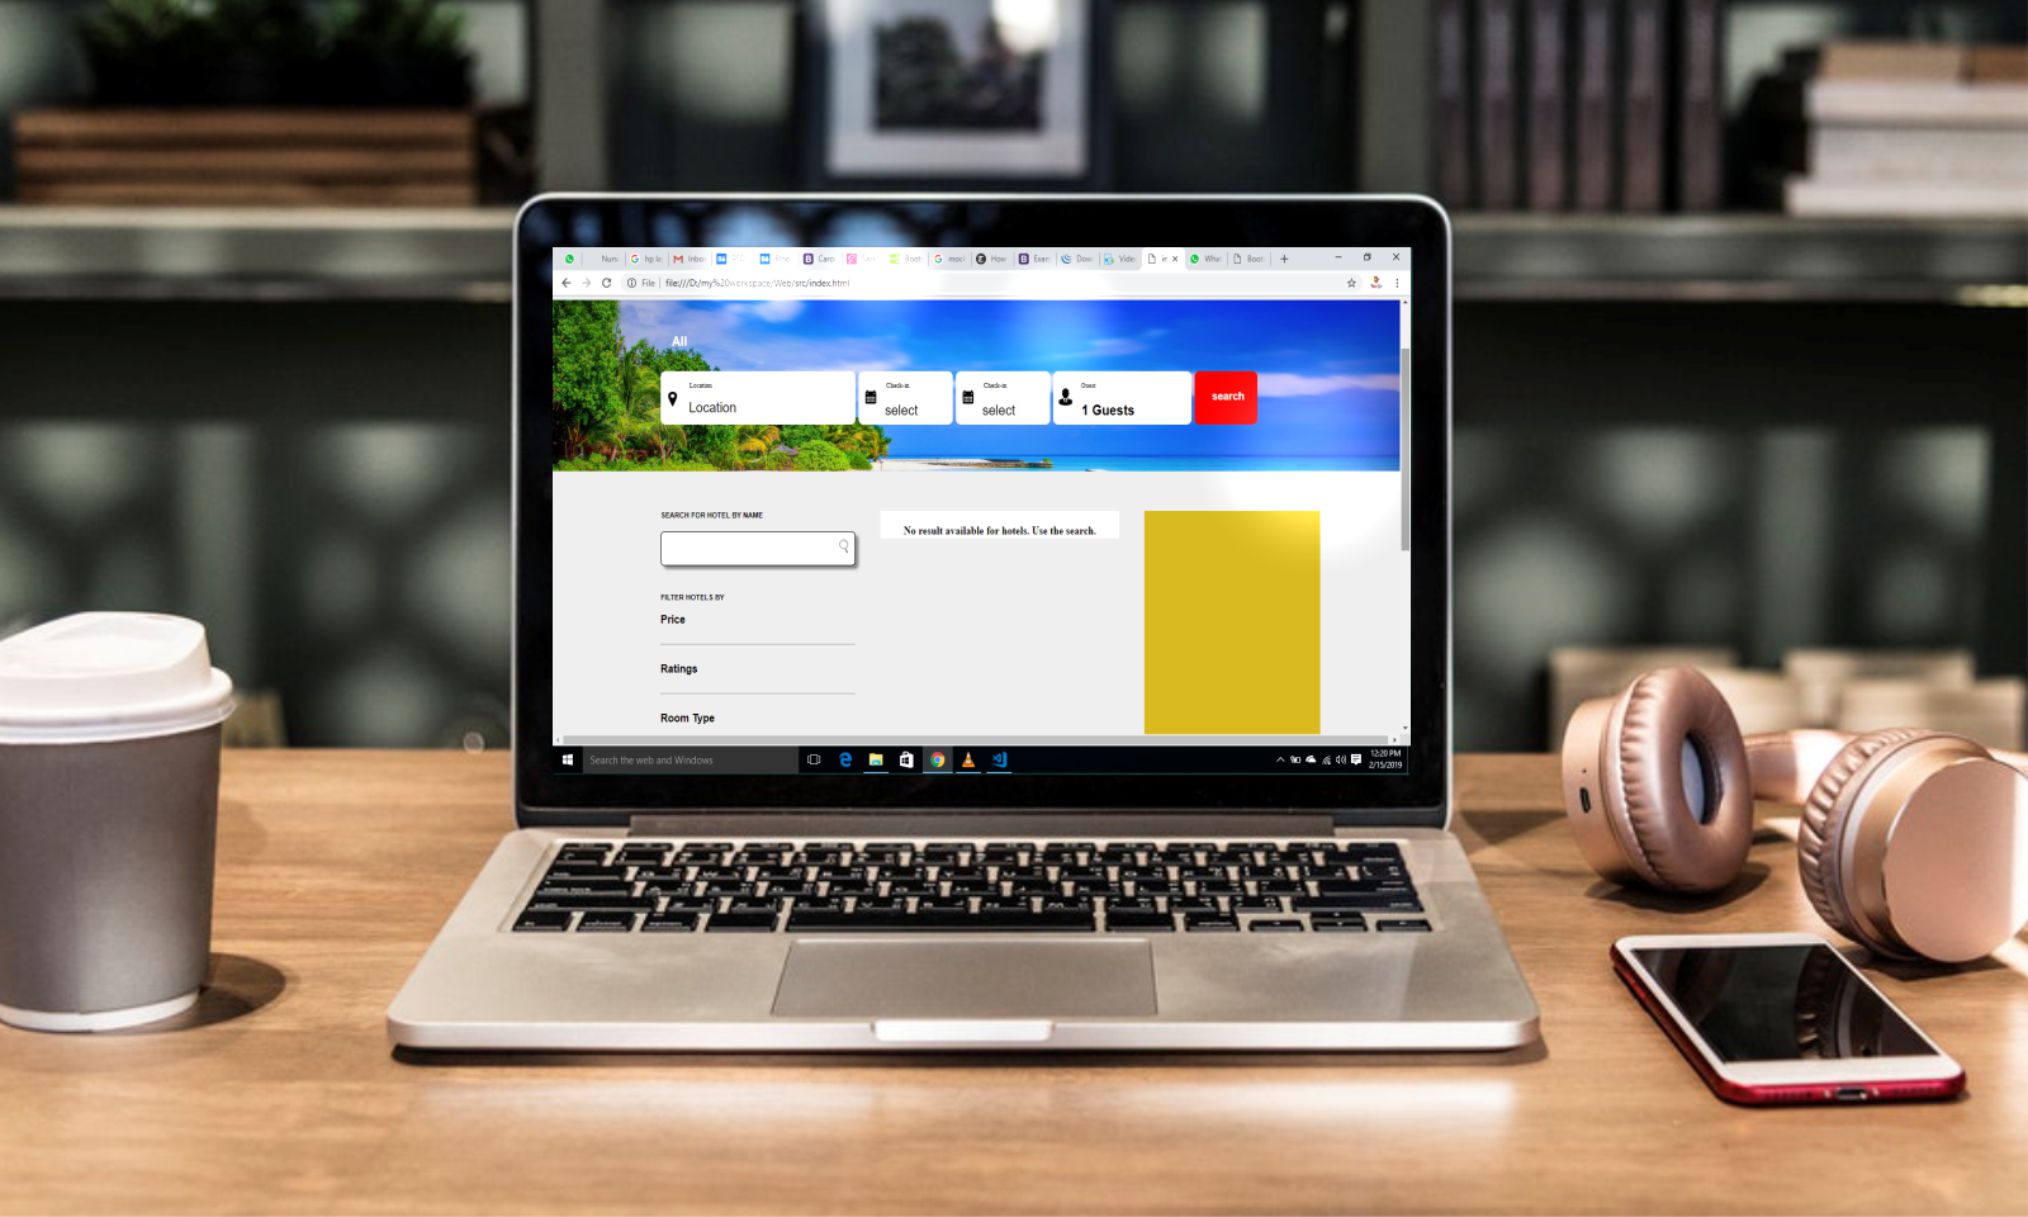 Nurs
hp le
Inbo
Caro
Boot
moc
How
Exam
Dow
Vide
in
What
Boot
File
file:///D:/my%20workspace/Web/src/index.html
All
Location
Location
Check-in
select
Check-in
select
Guest
1 Guests
search
SEARCH FOR HOTEL BY NAME
No result available for hotels. Use the search.
FILTER HOTELS BY
Price
Ratings
Room Type
Search the web and Windows
12:20 PM
2/15/2019